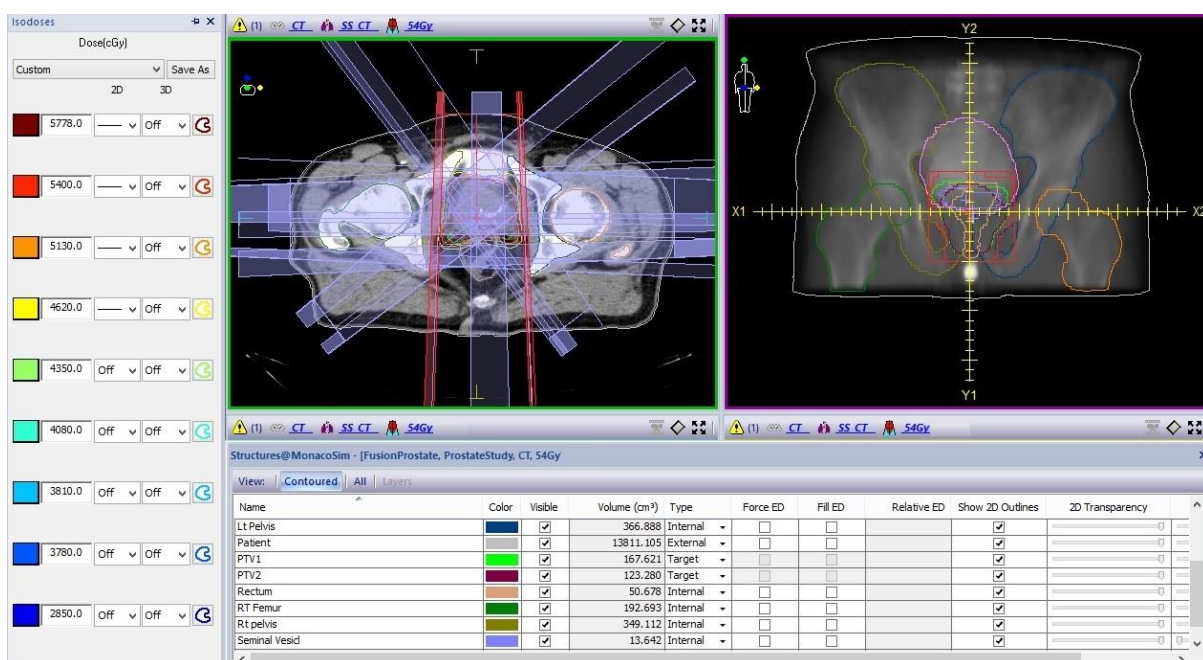 Isodoses
Dose(cGy)
Custom Save As
2D 3D
5778.0 Off
5400.0 Off
5130.0 Off
4620.0 Off
4350.0 Off Off
4080.0 Off Off
3810.0 Off Off
3780.0 Off Off
2850.0 Off Off
(1) CT SS CT 54Gy
(1) CT SS CT 54Gy
Y2
X1 X2
Y1
(1) CT SS CT 54Gy
Structures@MonacoSim - [FusionProstate, ProstateStudy, CT, 54Gy
View: Contoured All Layers
Name Color Visible Volume (cm³) Type Force ED Fill ED Relative ED Show 2D Outlines 2D Transparency
Lt Pelvis 366.888 Internal
Patient 13811.105 External
PTV1 167.621 Target
PTV2 123.280 Target
Rectum 50.678 Internal
RT Femur 192.693 Internal
Rt pelvis 349.112 Internal
Seminal Vesicl 13.642 Internal